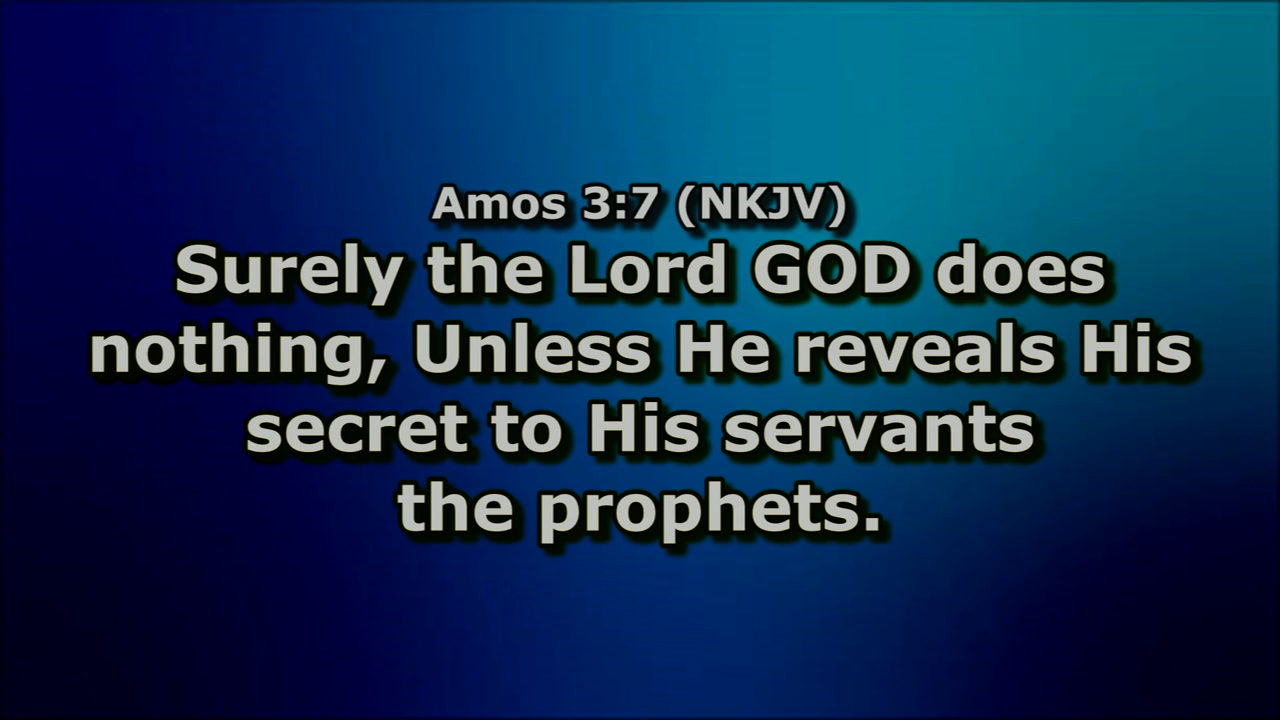 Amos 3:7 (NKJV)
Surely the Lord GOD does
nothing, Unless He reveals His
secret to His servants
the prophets.